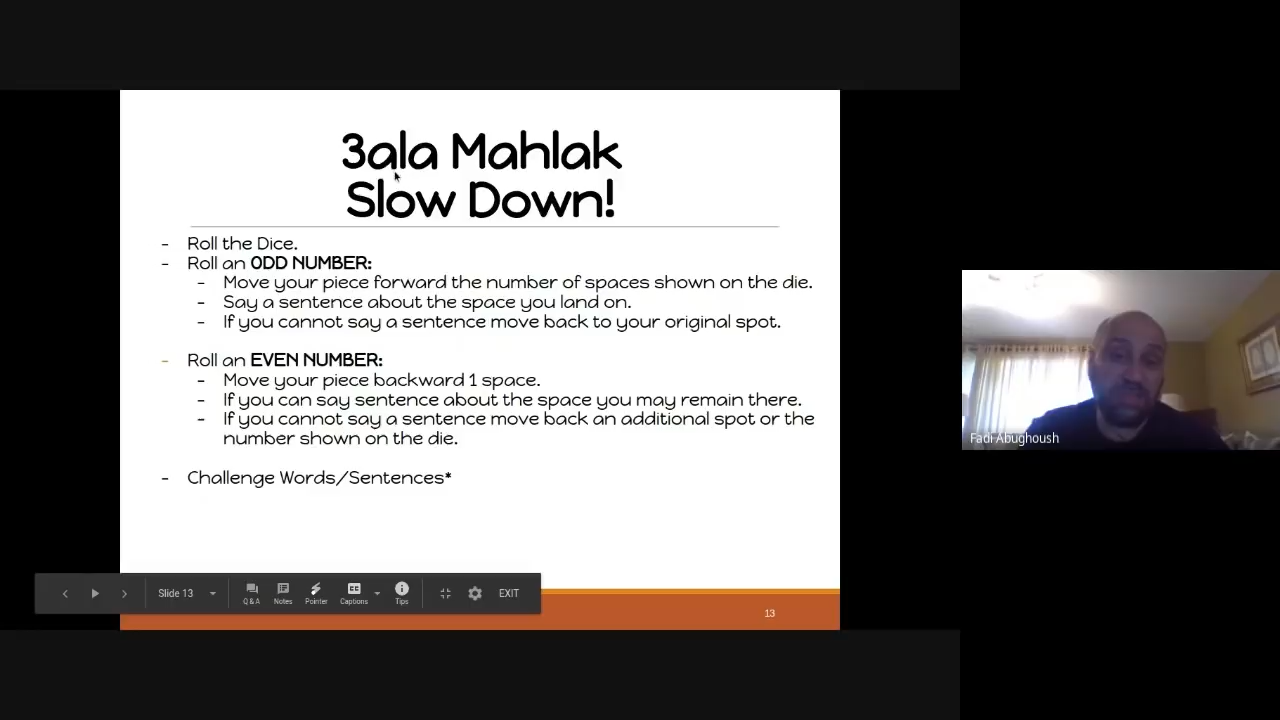 3ala Mahlak
Slow Down!
- Roll the Dice.
- Roll an ODD NUMBER:
- Move your piece forward the number of spaces shown on the die.
- Say a sentence about the space you land on.
- If you cannot say a sentence move back to your original spot.
- Roll an EVEN NUMBER:
- Move your piece backward 1 space.
- If you can say sentence about the space you may remain there.
- If you cannot say a sentence move back an additional spot or the
number shown on the die.
- Challenge Words/Sentences*
Slide 13
Q & A
Notes
Pointer
Captions
Tips
EXIT
13
Fadi Abughoush